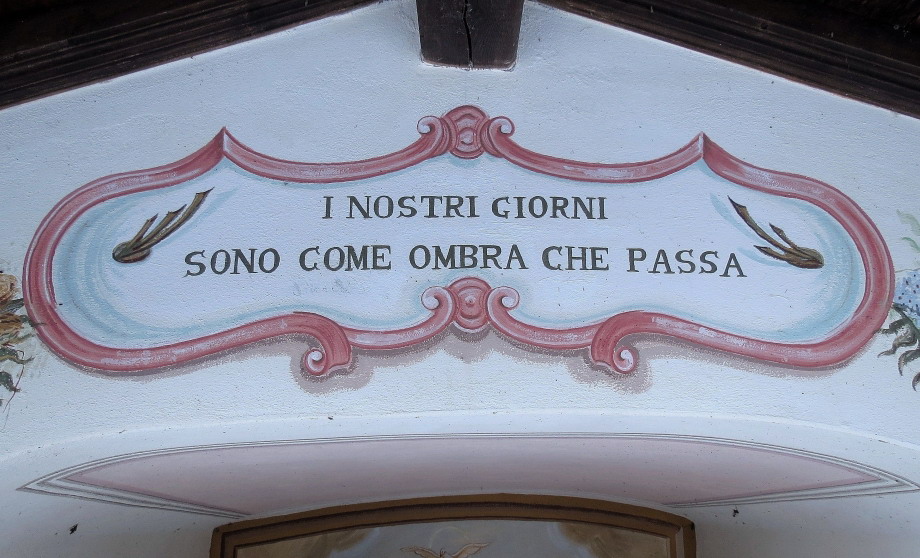 I NOSTRI GIORNI
SONO COME OMBRA CHE PASSA